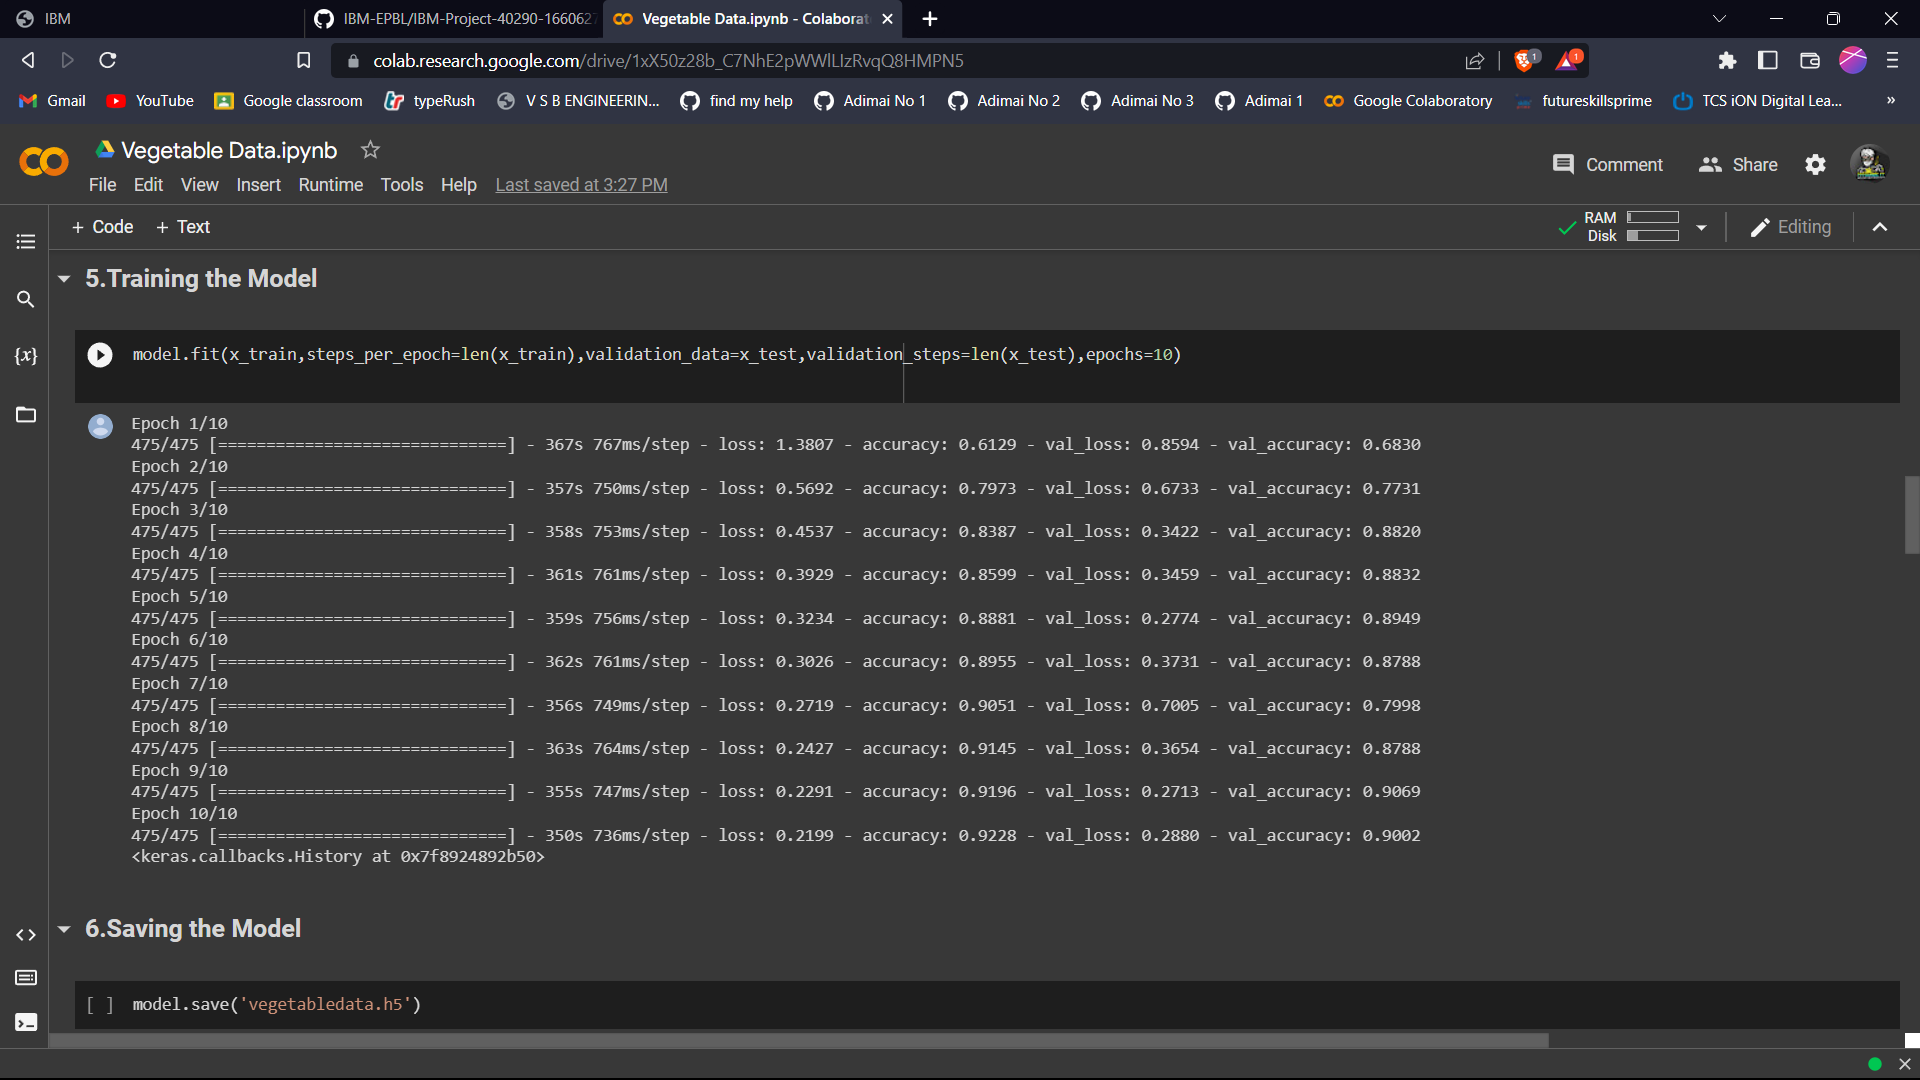 IBM
IBM-EPBL/IBM-Project-40290-1660627
Vegetable Data.ipynb - Colaborat
colab.research.google.com/drive/1xX50z28b_C7NhE2pWWlLIzRvqQ8HMPN5
1
1
Gmail
YouTube
Google classroom
typeRush
V S B ENGINEERIN...
find my help
Adimai No 1
Adimai No 2
Adimai No 3
Adimai 1
Google Colaboratory
futureskillsprime
TCS iON Digital Lea...
»
Vegetable Data.ipynb
Comment
Share
File Edit View Insert Runtime Tools Help Last saved at 3:27 PM
+ Code + Text
RAM
Disk
Editing
5.Training the Model
{x}
model.fit(x_train,steps_per_epoch=len(x_train),validation_data=x_test,validation_steps=len(x_test),epochs=10)
Epoch 1/10
475/475 [==============================] - 367s 767ms/step - loss: 1.3807 - accuracy: 0.6129 - val_loss: 0.8594 - val_accuracy: 0.6830
Epoch 2/10
475/475 [==============================] - 357s 750ms/step - loss: 0.5692 - accuracy: 0.7973 - val_loss: 0.6733 - val_accuracy: 0.7731
Epoch 3/10
475/475 [==============================] - 358s 753ms/step - loss: 0.4537 - accuracy: 0.8387 - val_loss: 0.3422 - val_accuracy: 0.8820
Epoch 4/10
475/475 [==============================] - 361s 761ms/step - loss: 0.3929 - accuracy: 0.8599 - val_loss: 0.3459 - val_accuracy: 0.8832
Epoch 5/10
475/475 [==============================] - 359s 756ms/step - loss: 0.3234 - accuracy: 0.8881 - val_loss: 0.2774 - val_accuracy: 0.8949
Epoch 6/10
475/475 [==============================] - 362s 761ms/step - loss: 0.3026 - accuracy: 0.8955 - val_loss: 0.3731 - val_accuracy: 0.8788
Epoch 7/10
475/475 [==============================] - 356s 749ms/step - loss: 0.2719 - accuracy: 0.9051 - val_loss: 0.7005 - val_accuracy: 0.7998
Epoch 8/10
475/475 [==============================] - 363s 764ms/step - loss: 0.2427 - accuracy: 0.9145 - val_loss: 0.3654 - val_accuracy: 0.8788
Epoch 9/10
475/475 [==============================] - 355s 747ms/step - loss: 0.2291 - accuracy: 0.9196 - val_loss: 0.2713 - val_accuracy: 0.9069
Epoch 10/10
475/475 [==============================] - 350s 736ms/step - loss: 0.2199 - accuracy: 0.9228 - val_loss: 0.2880 - val_accuracy: 0.9002
<keras.callbacks.History at 0x7f8924892b50>
6.Saving the Model
[ ] model.save('vegetabledata.h5')